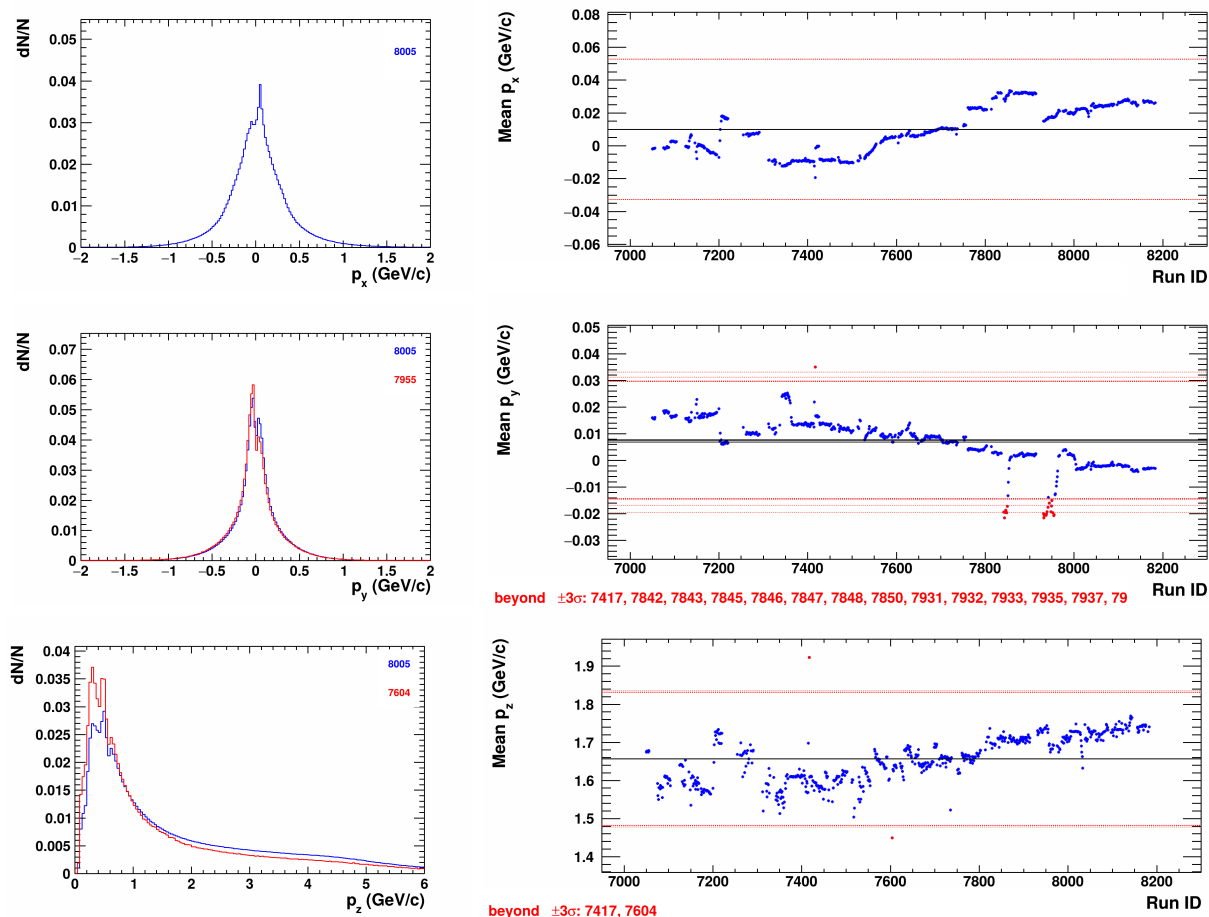 dN/N
0.05
0.04
0.03
0.02
0.01
0
8005
−2 −1.5 −1 −0.5 0 0.5 1 1.5 2
p_x (GeV/c)
Mean p_x (GeV/c)
0.08
0.06
0.04
0.02
0
−0.02
−0.04
−0.06
7000 7200 7400 7600 7800 8000 8200
Run ID
dN/N
0.07
0.06
0.05
0.04
0.03
0.02
0.01
0
8005
7955
−2 −1.5 −1 −0.5 0 0.5 1 1.5 2
p_y (GeV/c)
Mean p_y (GeV/c)
0.05
0.04
0.03
0.02
0.01
0
−0.01
−0.02
−0.03
7000 7200 7400 7600 7800 8000 8200
Run ID
beyond ±3σ: 7417, 7842, 7843, 7845, 7846, 7847, 7848, 7850, 7931, 7932, 7933, 7935, 7937, 79
dN/N
0.04
0.035
0.03
0.025
0.02
0.015
0.01
0.005
0
8005
7604
0 1 2 3 4 5 6
p_z (GeV/c)
Mean p_z (GeV/c)
1.9
1.8
1.7
1.6
1.5
1.4
7000 7200 7400 7600 7800 8000 8200
Run ID
beyond ±3σ: 7417, 7604